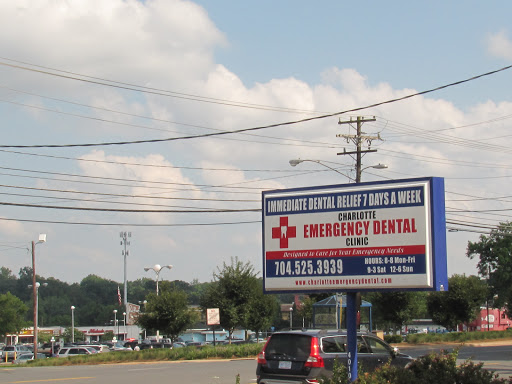 IMMEDIATE DENTAL RELIEF 7 DAYS A WEEK
CHARLOTTE
EMERGENCY DENTAL
CLINIC
Designed to Care for Your Emergency Needs
704.525.3939
HOURS: 8-8 Mon-Fri
9-3 Sat 12-6 Sun
www.charlotteemergencydental.com